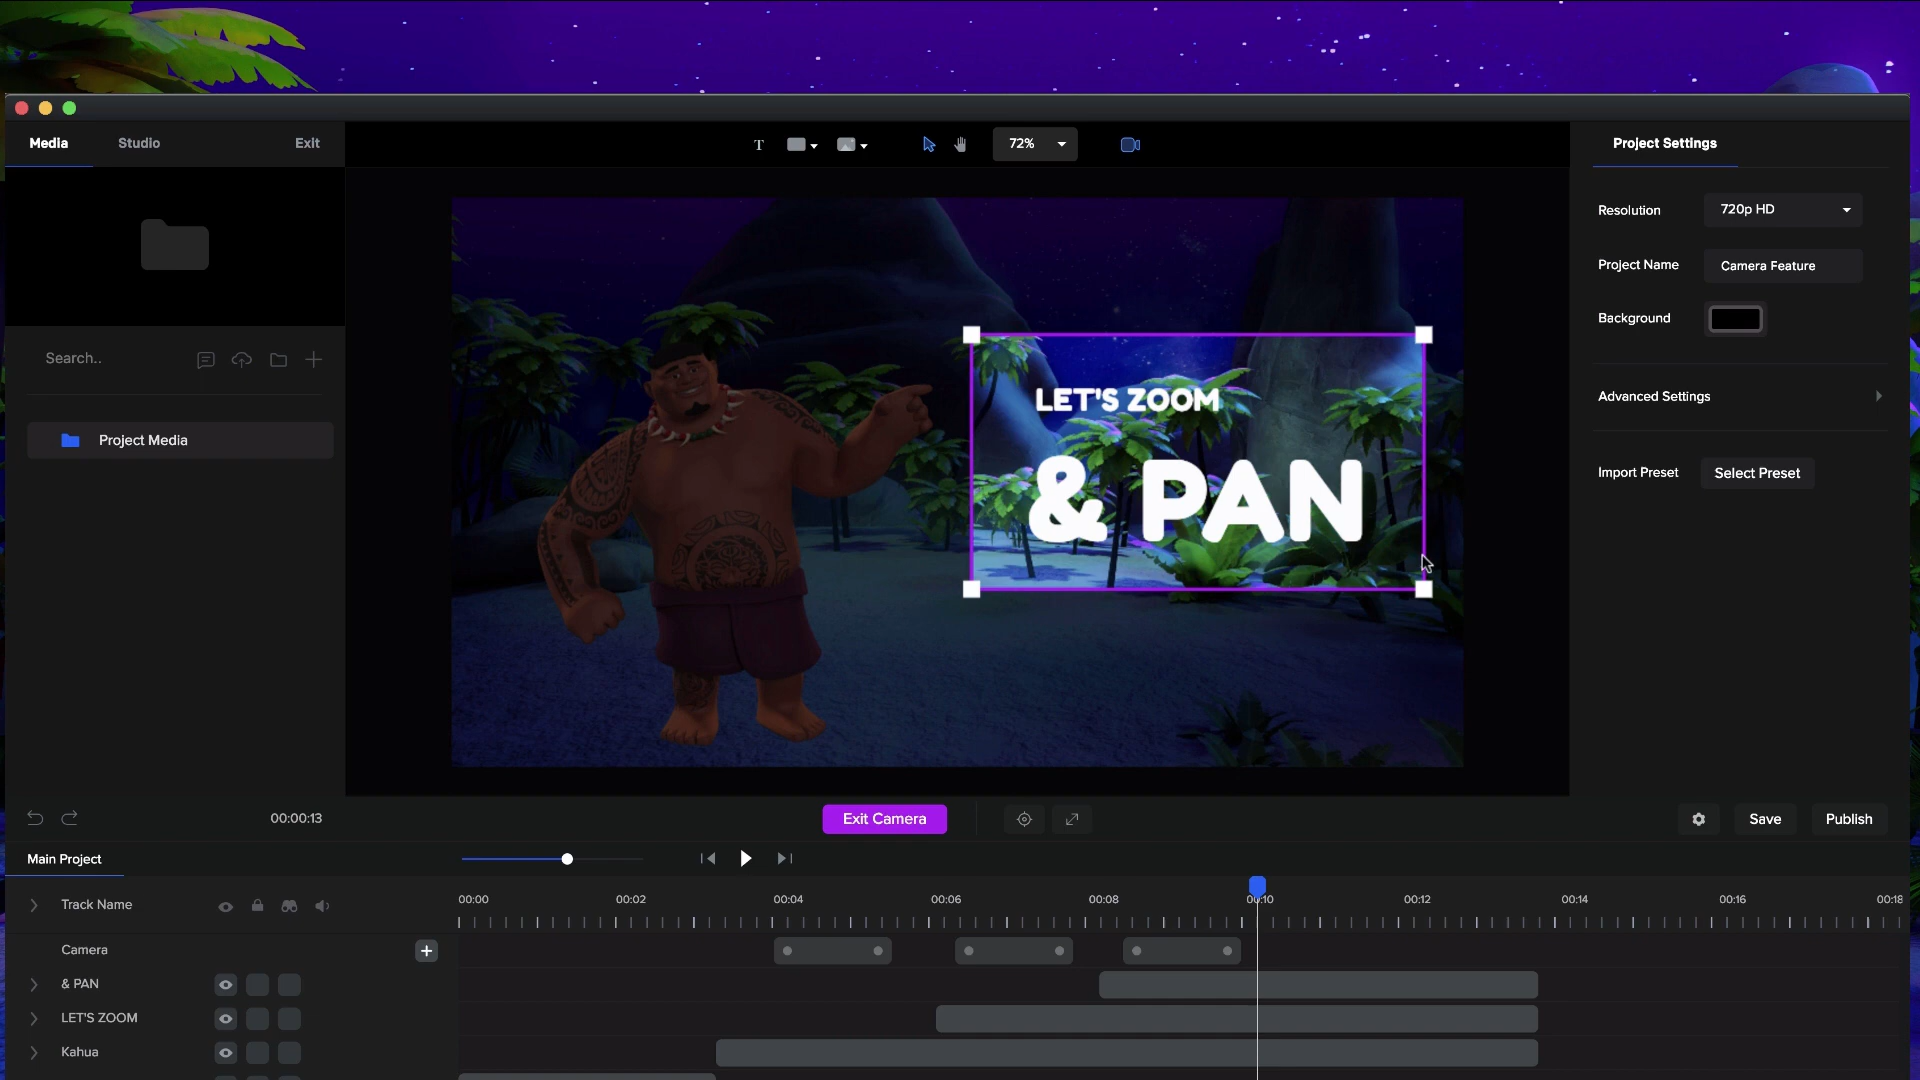 Media
Studio
Exit
T
72%
Project Settings
Resolution
720p HD
Project Name
Camera Feature
Background
Search..
Advanced Settings
LET'S ZOOM
Project Media
Import Preset
Select Preset
& PAN
00:00:13
Exit Camera
Save
Publish
Main Project
Track Name
00:00
00:02
00:04
00:06
00:08
00:10
00:12
00:14
00:16
00:18
Camera
& PAN
LET'S ZOOM
Kahua